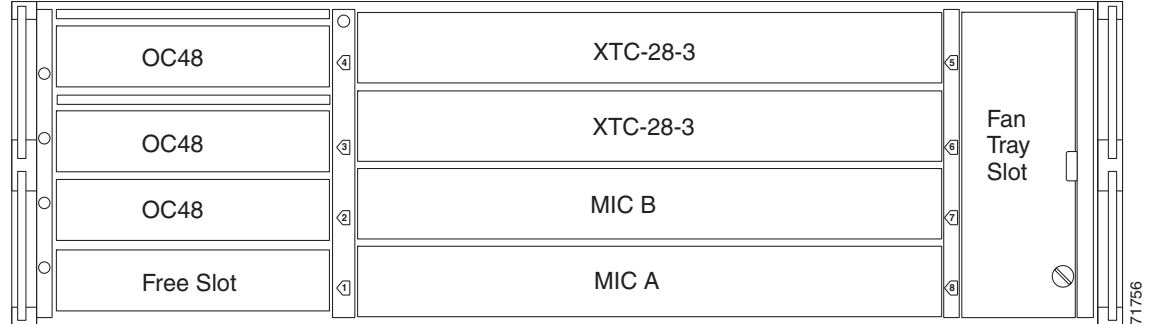 OC48
4
XTC-28-3
5
OC48
3
XTC-28-3
6
Fan
Tray
Slot
OC48
2
MIC B
7
Free Slot
1
MIC A
8
71756